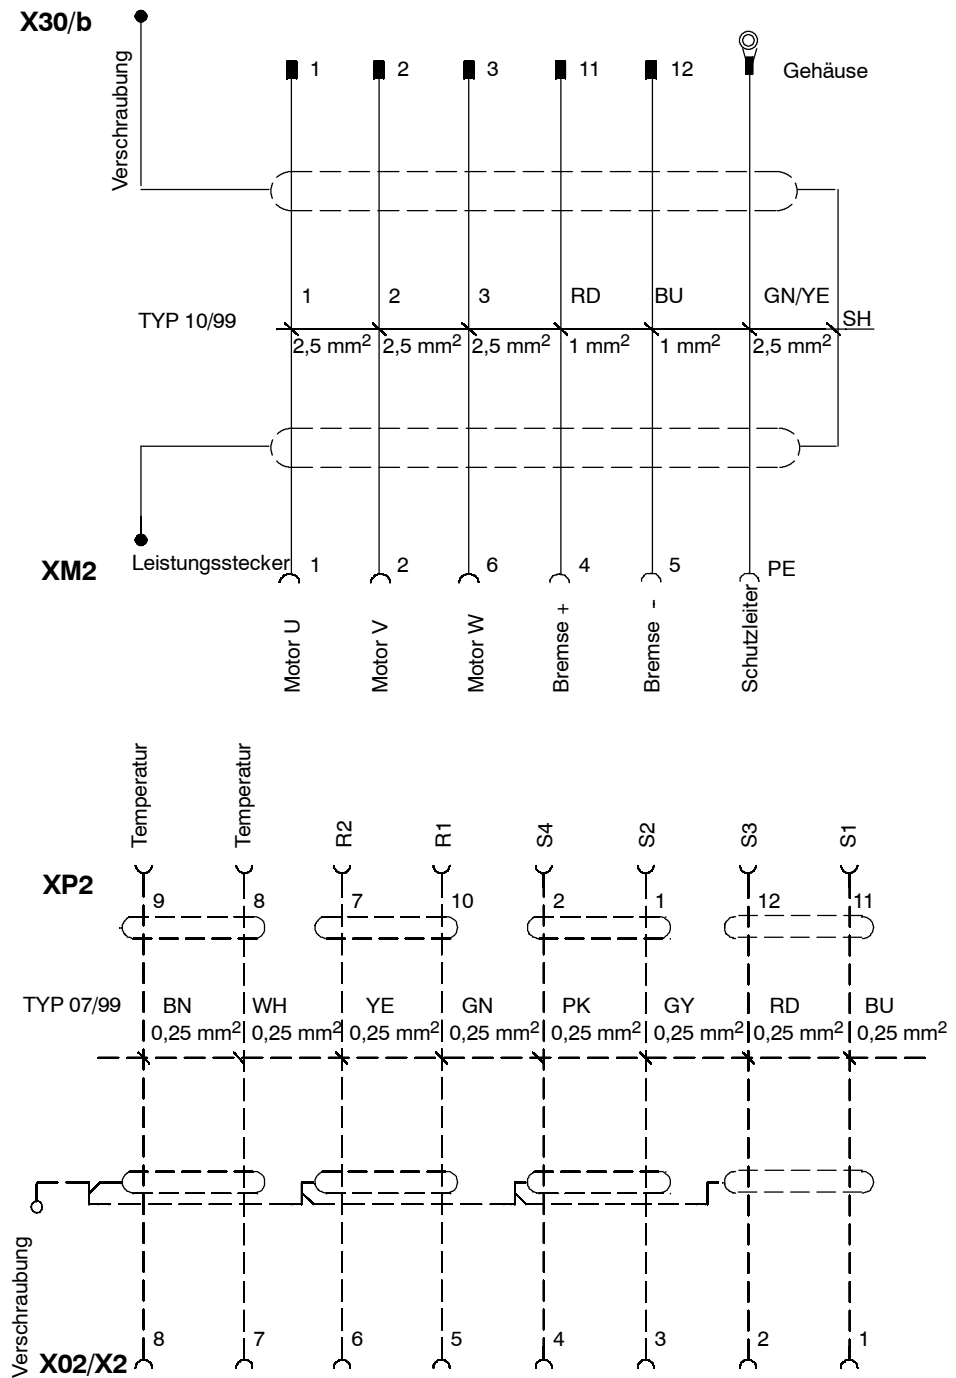 X30/b
Verschraubung
1 2 3 11 12 Gehäuse
1 2 3 RD BU GN/YE
TYP 10/99 SH
2,5 mm² 2,5 mm² 2,5 mm² 1 mm² 1 mm² 2,5 mm²
XM2 Leistungsstecker 1 2 6 4 5 PE
Motor U
Motor V
Motor W
Bremse +
Bremse -
Schutzleiter
Temperatur
Temperatur
R2
R1
S4
S2
S3
S1
XP2
9 8 7 10 2 1 12 11
TYP 07/99 BN WH YE GN PK GY RD BU
0,25 mm² 0,25 mm² 0,25 mm² 0,25 mm² 0,25 mm² 0,25 mm² 0,25 mm² 0,25 mm²
Verschraubung
8 7 6 5 4 3 2 1
X02/X2